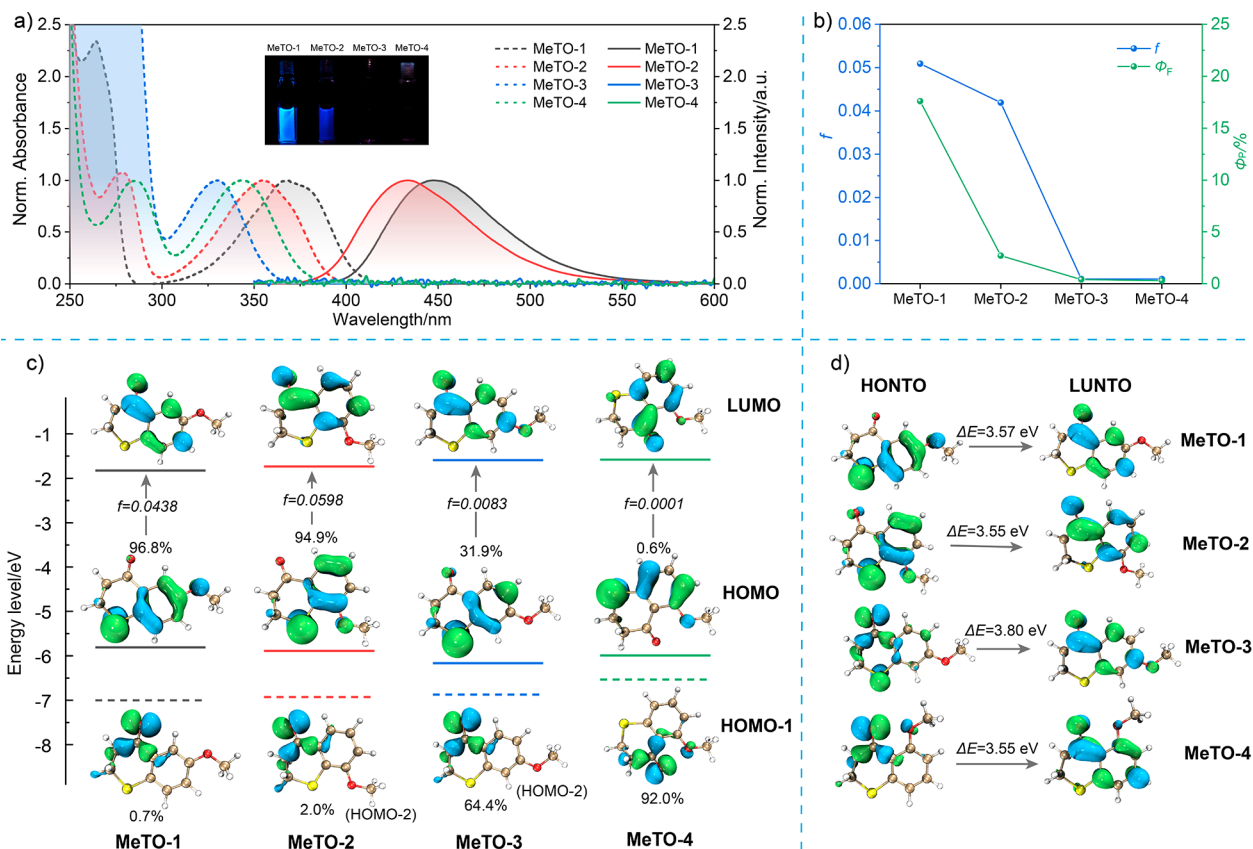 a)
2.5
2.0
1.5
1.0
0.5
0.0
Norm. Absorbance
MeTO-1 MeTO-2 MeTO-3 MeTO-4
MeTO-1
MeTO-2
MeTO-3
MeTO-4
MeTO-1
MeTO-2
MeTO-3
MeTO-4
2.5
2.0
1.5
1.0
0.5
0.0
Norm. Intensity/a.u.
250 300 350 400 450 500 550 600
Wavelength/nm
b)
0.06
0.05
0.04
0.03
0.02
0.01
0.00
f
f
ΦF
25
20
15
10
5
0
ΦP/%
MeTO-1 MeTO-2 MeTO-3 MeTO-4
c)
Energy level/eV
-1
-2
-3
-4
-5
-6
-7
-8
LUMO
f=0.0438 f=0.0598 f=0.0083 f=0.0001
96.8% 94.9% 31.9% 0.6%
HOMO
HOMO-1
0.7% 2.0% (HOMO-2) 64.4% (HOMO-2) 92.0%
MeTO-1 MeTO-2 MeTO-3 MeTO-4
d)
HONTO LUNTO
ΔE=3.57 eV MeTO-1
ΔE=3.55 eV MeTO-2
ΔE=3.80 eV MeTO-3
ΔE=3.55 eV MeTO-4